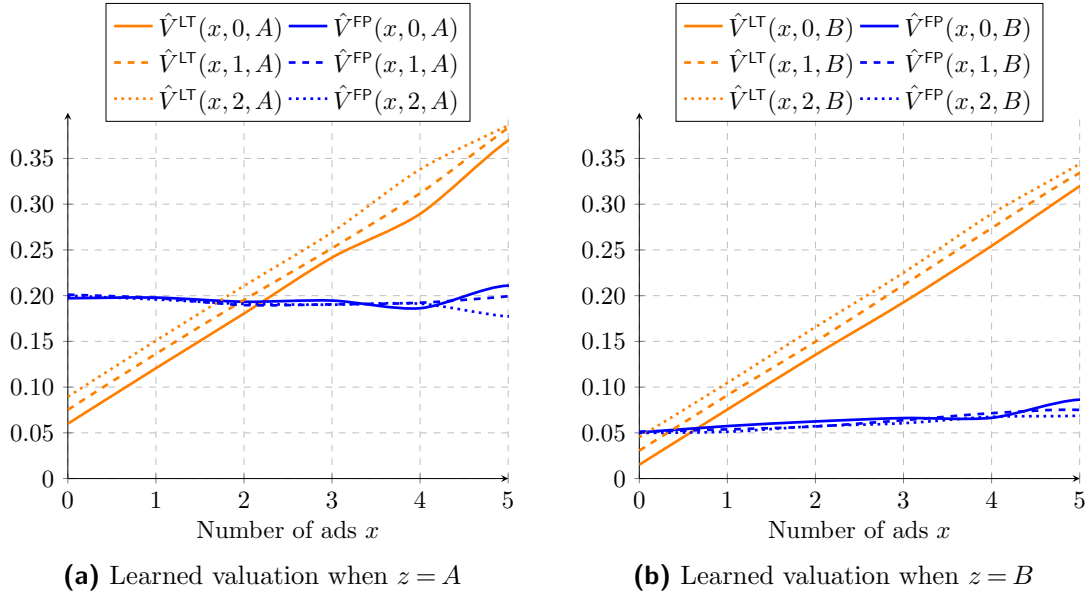 V̂^LT(x, 0, A) V̂^FP(x, 0, A)
V̂^LT(x, 1, A) V̂^FP(x, 1, A)
V̂^LT(x, 2, A) V̂^FP(x, 2, A)
0.35
0.30
0.25
0.20
0.15
0.10
0.05
0
0 1 2 3 4 5
Number of ads x
(a) Learned valuation when z = A
V̂^LT(x, 0, B) V̂^FP(x, 0, B)
V̂^LT(x, 1, B) V̂^FP(x, 1, B)
V̂^LT(x, 2, B) V̂^FP(x, 2, B)
0.35
0.30
0.25
0.20
0.15
0.10
0.05
0
0 1 2 3 4 5
Number of ads x
(b) Learned valuation when z = B